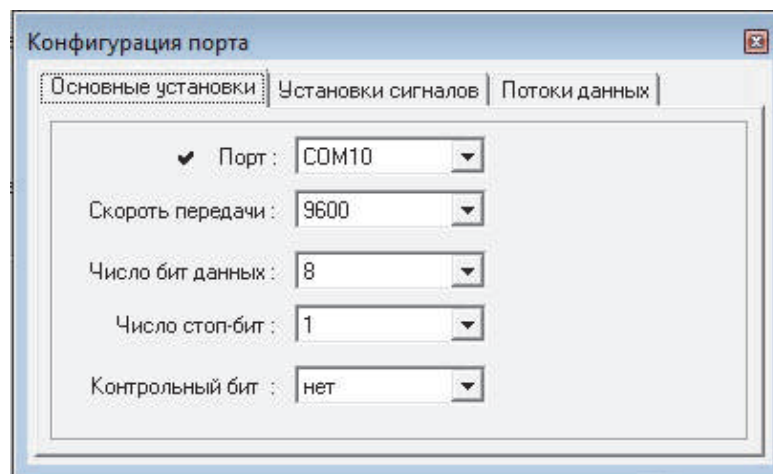 Конфигурация порта
Основные установки Установки сигналов Потоки данных
Порт : COM10
Скороть передачи : 9600
Число бит данных : 8
Число стоп-бит : 1
Контрольный бит : нет